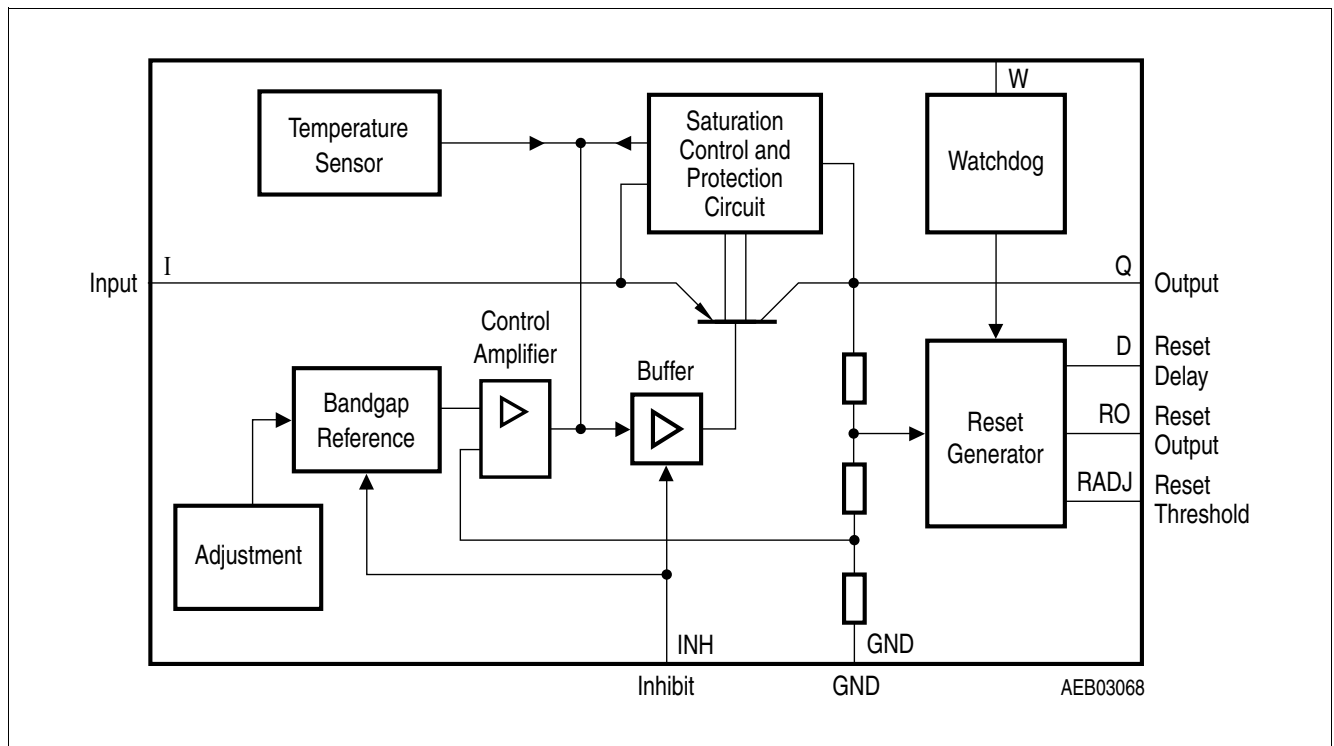 W
Temperature
Sensor
Saturation
Control and
Protection
Circuit
Watchdog
Input
I
Q
Output
Control
Amplifier
Buffer
Bandgap
Reference
Reset
Generator
D
Reset
Delay
RO
Reset
Output
RADJ
Reset
Threshold
Adjustment
INH
GND
Inhibit
GND
AEB03068